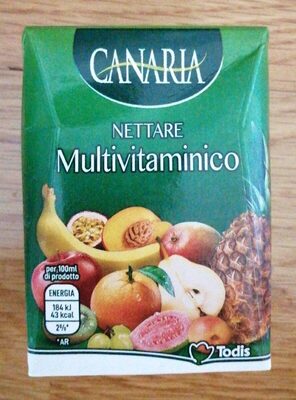 CANARIA
NETTARE
Multivitaminico
per 100ml
di prodotto
ENERGIA
184 kJ
43 kcal
2%*
*AR
Todis